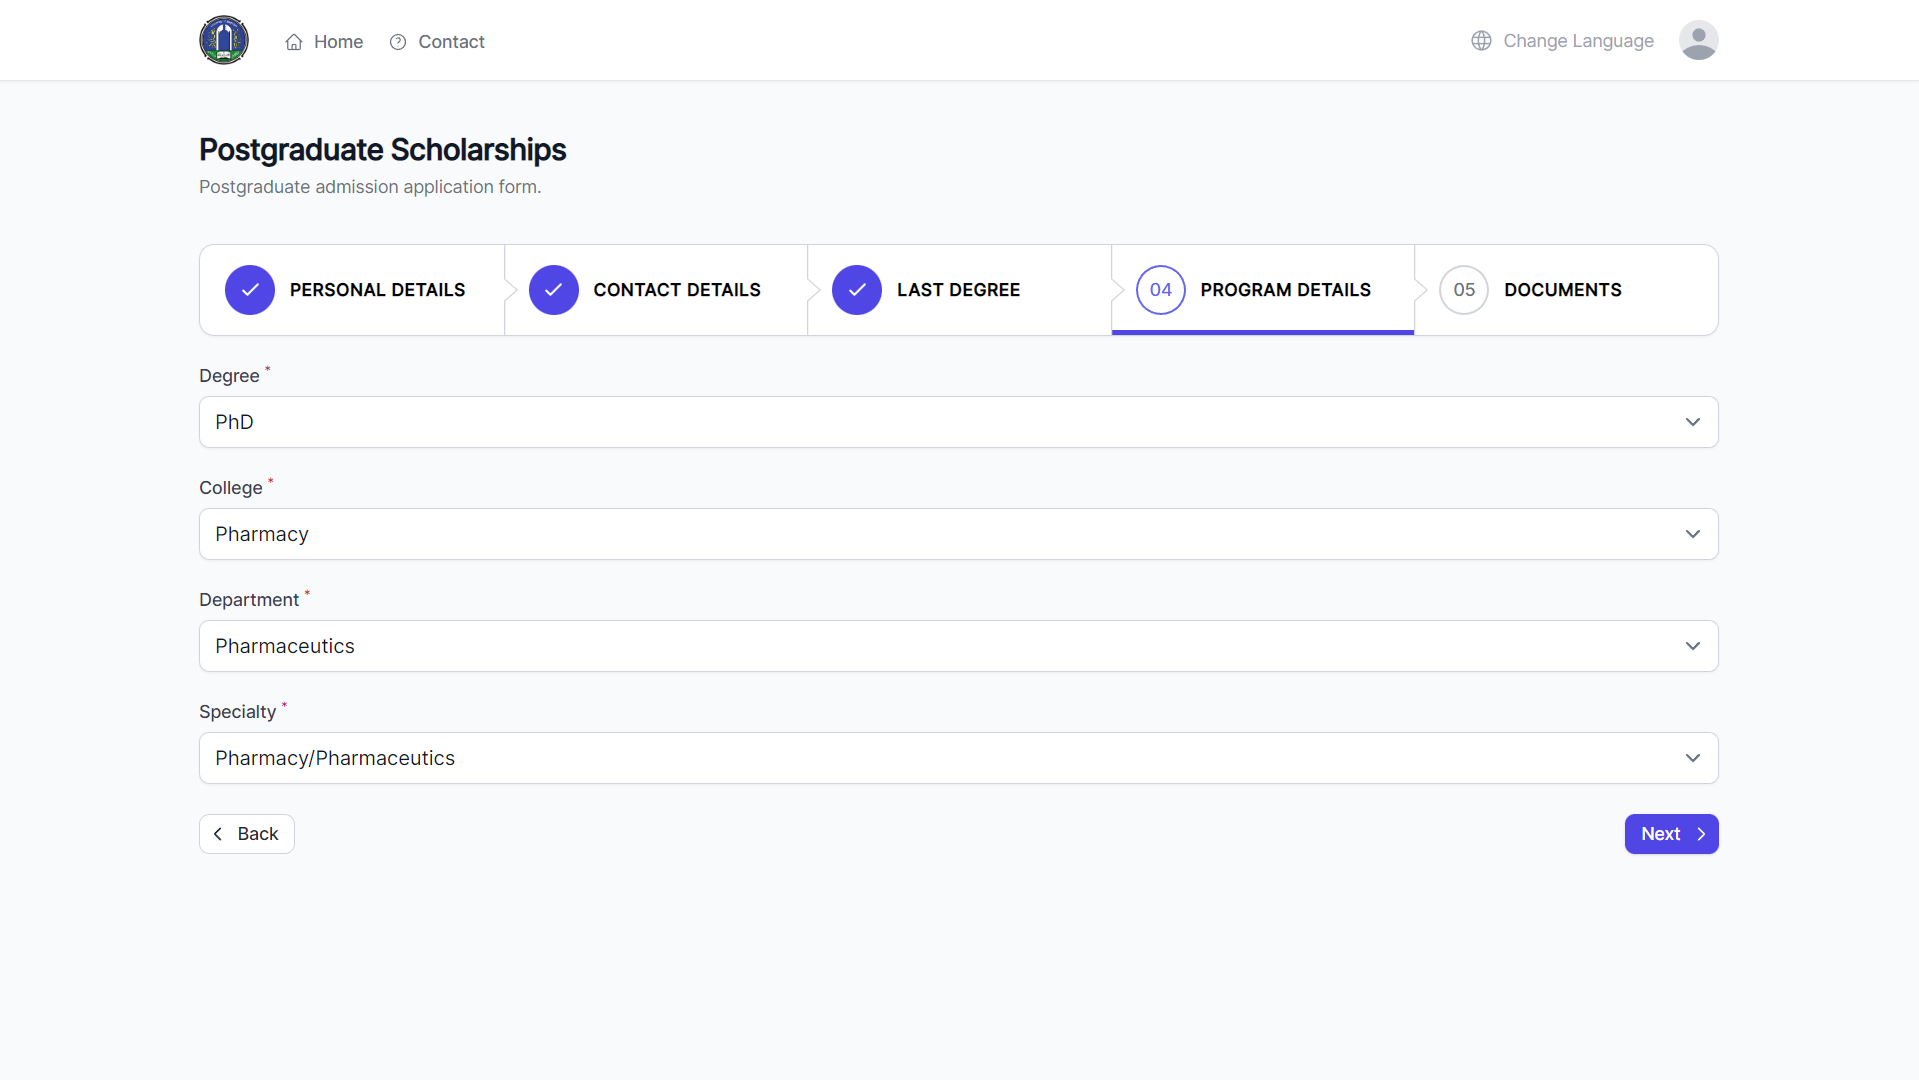 Home
Contact
Change Language
Postgraduate Scholarships
Postgraduate admission application form.
PERSONAL DETAILS
CONTACT DETAILS
LAST DEGREE
04 PROGRAM DETAILS
05 DOCUMENTS
Degree *
PhD
College *
Pharmacy
Department *
Pharmaceutics
Specialty *
Pharmacy/Pharmaceutics
Back
Next